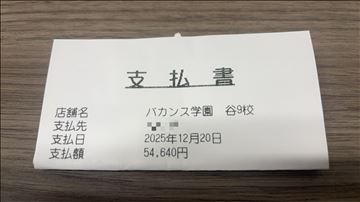 支払書
店舗名 バカンス学園 谷9校
支払先
支払日 2025年12月20日
支払額 54,640円